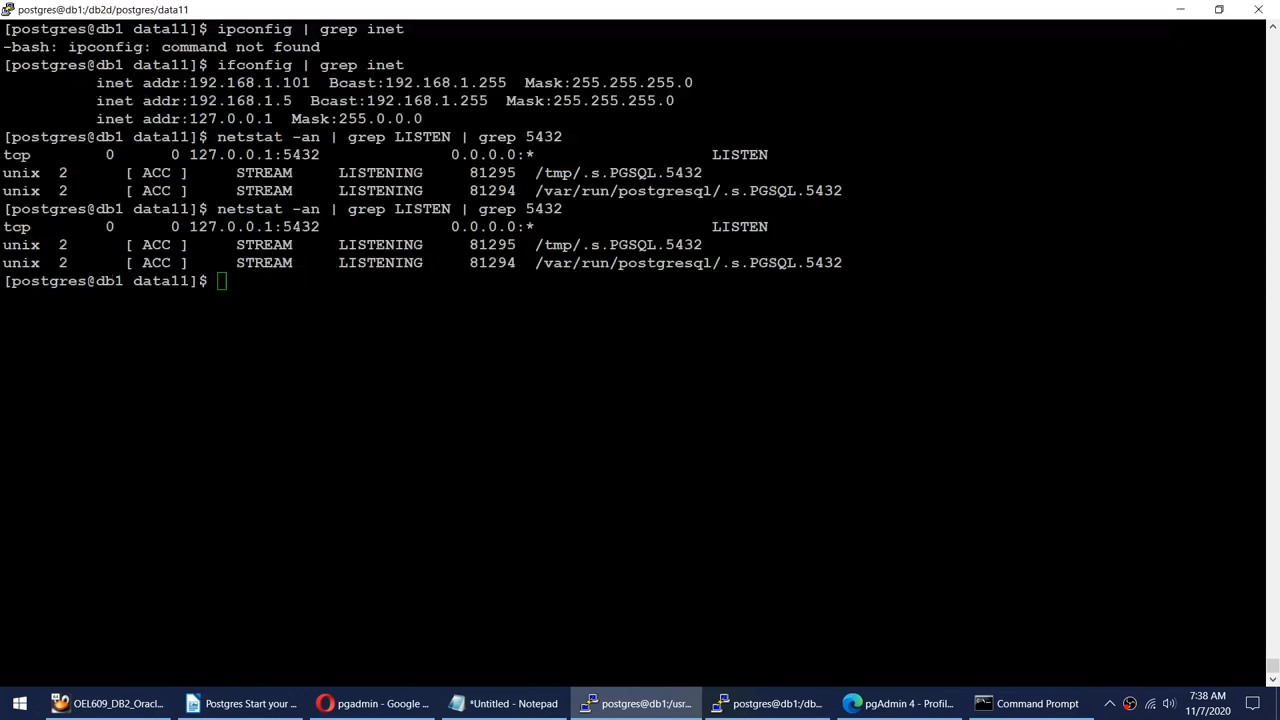 postgres@db1:/db2d/postgres/data11
[postgres@db1 data11]$ ipconfig | grep inet
-bash: ipconfig: command not found
[postgres@db1 data11]$ ifconfig | grep inet
inet addr:192.168.1.101  Bcast:192.168.1.255  Mask:255.255.255.0
inet addr:192.168.1.5  Bcast:192.168.1.255  Mask:255.255.255.0
inet addr:127.0.0.1  Mask:255.0.0.0
[postgres@db1 data11]$ netstat -an | grep LISTEN | grep 5432
tcp        0      0 127.0.0.1:5432              0.0.0.0:*                   LISTEN
unix  2      [ ACC ]     STREAM     LISTENING     81295  /tmp/.s.PGSQL.5432
unix  2      [ ACC ]     STREAM     LISTENING     81294  /var/run/postgresql/.s.PGSQL.5432
[postgres@db1 data11]$ netstat -an | grep LISTEN | grep 5432
tcp        0      0 127.0.0.1:5432              0.0.0.0:*                   LISTEN
unix  2      [ ACC ]     STREAM     LISTENING     81295  /tmp/.s.PGSQL.5432
unix  2      [ ACC ]     STREAM     LISTENING     81294  /var/run/postgresql/.s.PGSQL.5432
[postgres@db1 data11]$
OEL609_DB2_Oracl... Postgres Start your ... pgadmin - Google ... *Untitled - Notepad postgres@db1:/usr... postgres@db1:/db... pgAdmin 4 - Profil... Command Prompt 7:38 AM
11/7/2020